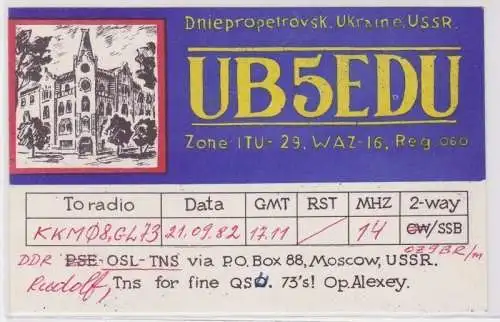 Dniepropetrovsk. Ukraine, USSR.
UB5EDU
Zone ITU-29, WAZ-16, Reg. 060
To radio Data GMT RST MHZ 2-way
KKMØ8,GL73 21.09.82 17.11 / 14 CW/SSB
DDR PSE-QSL-TNS via P.O. Box 88, Moscow, USSR.
Rudolf, Tns for fine QSO. 73's! Op. Alexey.